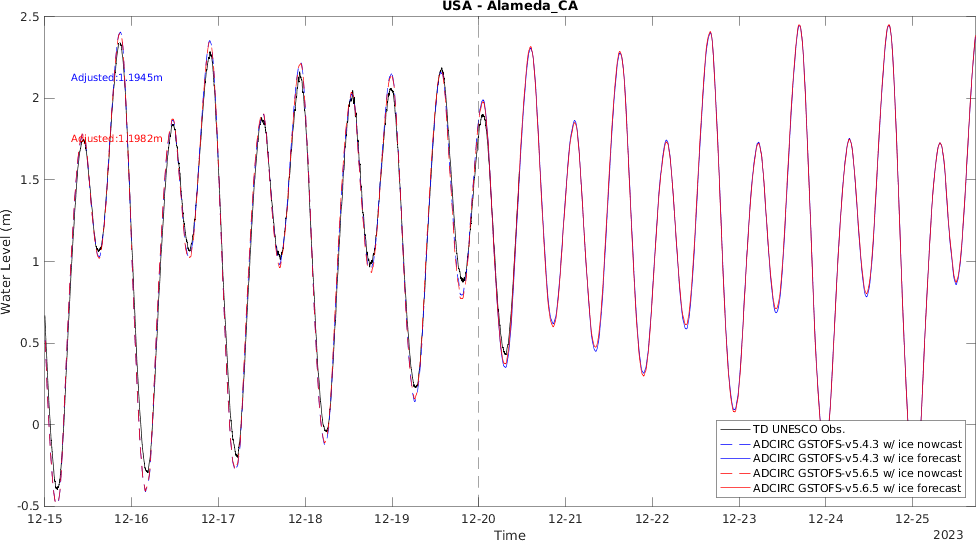 USA - Alameda_CA
2.5
2
1.5
1
0.5
0
-0.5
Water Level (m)
Adjusted:1.1945m
Adjusted:1.1982m
TD UNESCO Obs.
ADCIRC GSTOFS-v5.4.3 w/ ice nowcast
ADCIRC GSTOFS-v5.4.3 w/ ice forecast
ADCIRC GSTOFS-v5.6.5 w/ ice nowcast
ADCIRC GSTOFS-v5.6.5 w/ ice forecast
12-15 12-16 12-17 12-18 12-19 12-20 12-21 12-22 12-23 12-24 12-25
Time
2023